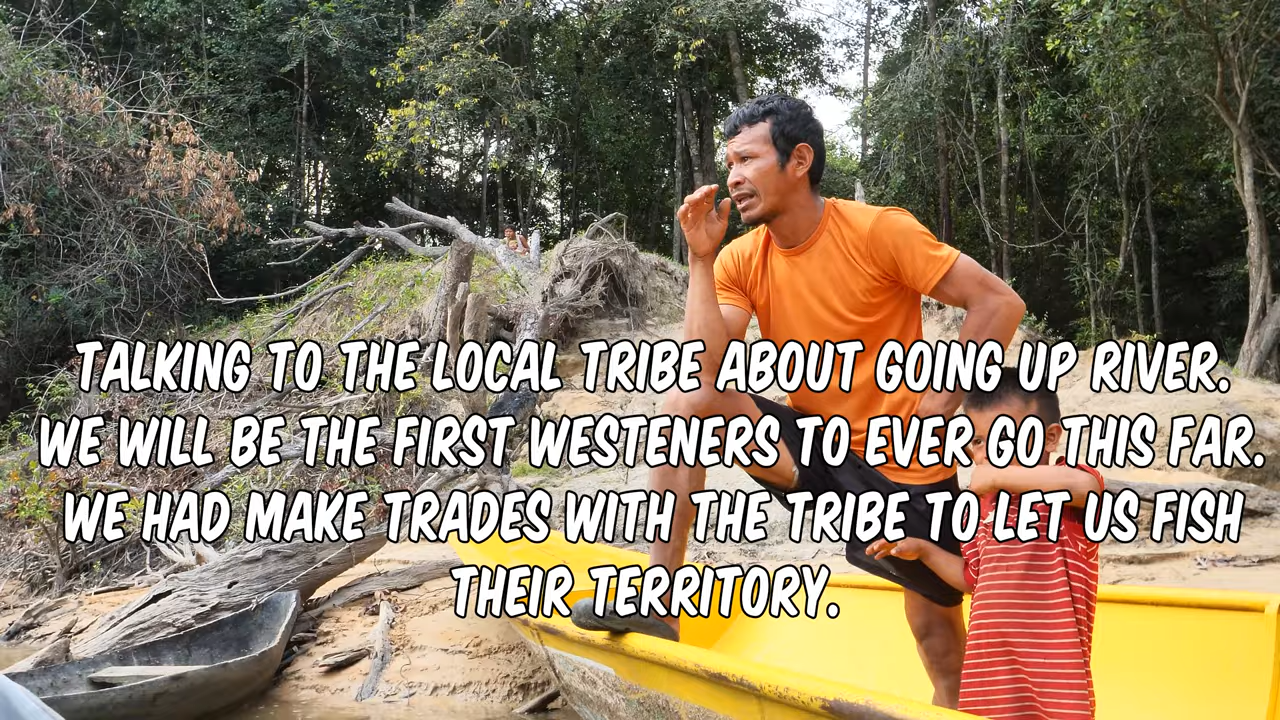 TALKING TO THE LOCAL TRIBE ABOUT GOING UP RIVER.
WE WILL BE THE FIRST WESTENERS TO EVER GO THIS FAR.
WE HAD MAKE TRADES WITH THE TRIBE TO LET US FISH
THEIR TERRITORY.